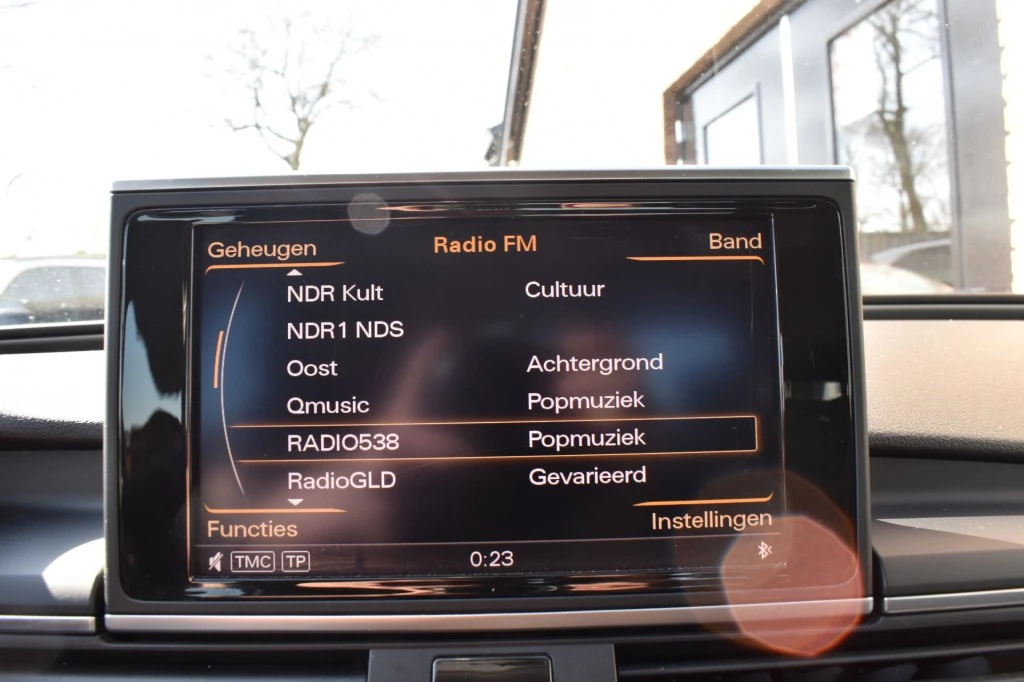 Geheugen Radio FM Band
NDR Kult Cultuur
NDR1 NDS
Oost Achtergrond
Qmusic Popmuziek
RADIO538 Popmuziek
RadioGLD Gevarieerd
Functies Instellingen
TMC TP 0:23